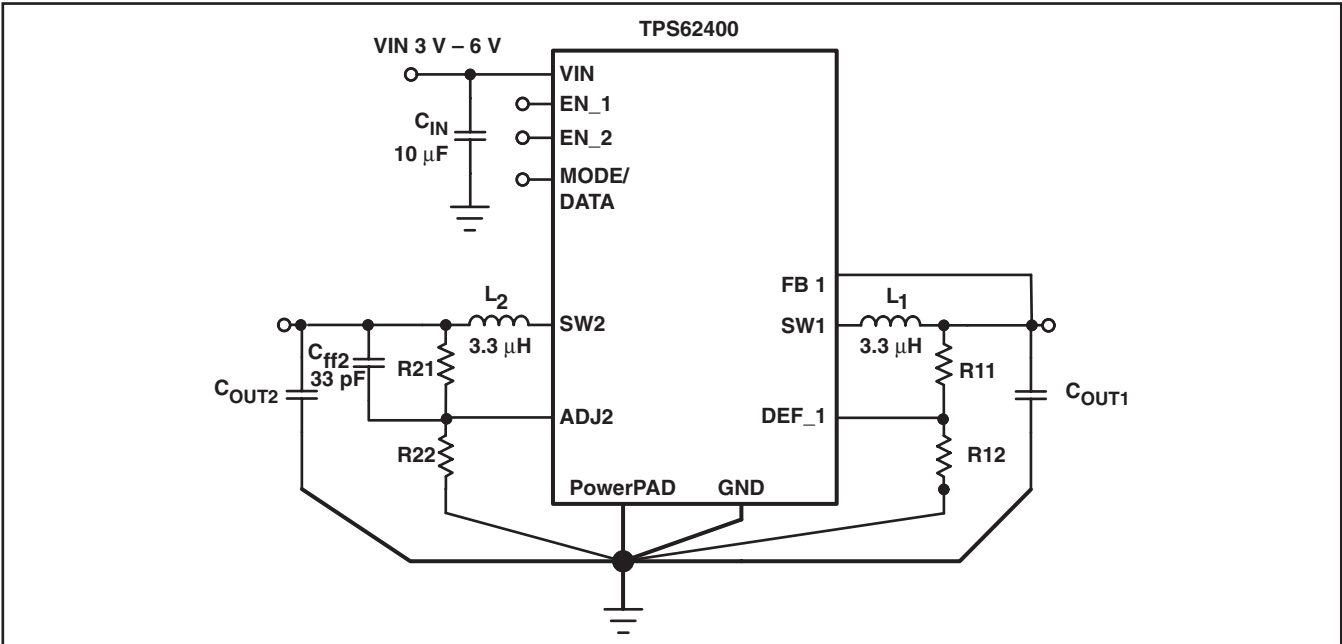 TPS62400
VIN 3 V – 6 V
VIN
EN_1
C_IN
EN_2
10 μF
MODE/
DATA
FB 1
L_2
L_1
SW2
SW1
3.3 μH
3.3 μH
C_ff2
33 pF
R21
R11
C_OUT2
C_OUT1
ADJ2
DEF_1
R22
R12
PowerPAD
GND